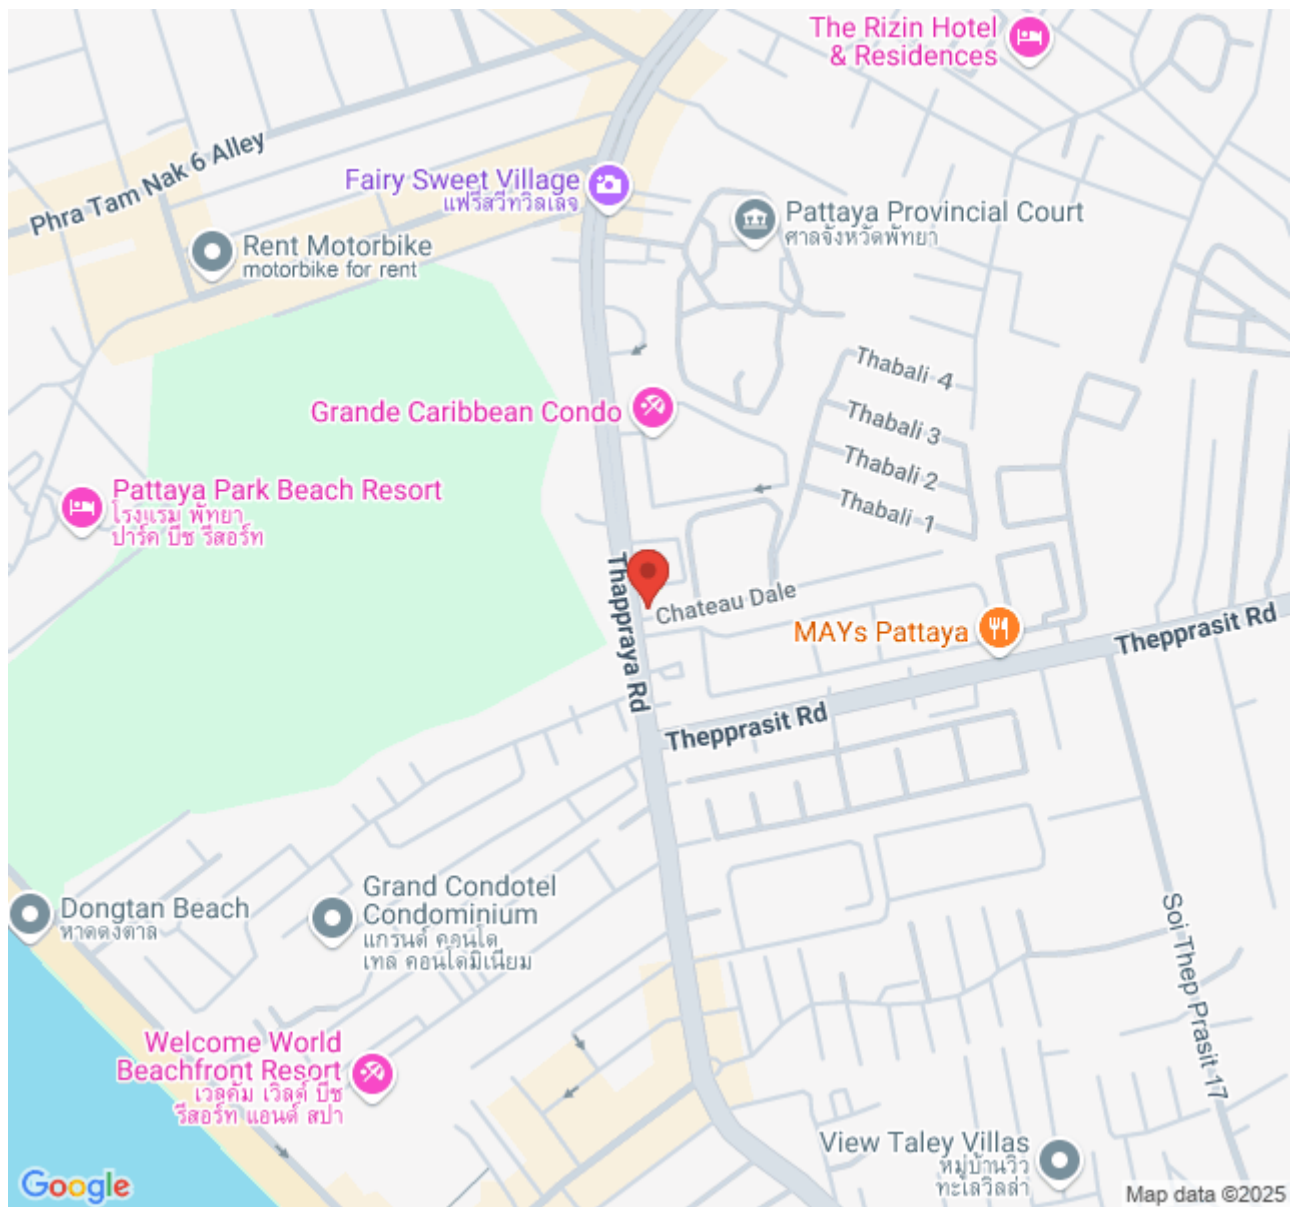 The Rizin Hotel
& Residences
Phra Tam Nak 6 Alley
Fairy Sweet Village
แฟรี่สวีทวิลเลจ
Pattaya Provincial Court
ศาลจังหวัดพัทยา
Rent Motorbike
motorbike for rent
Thabali 4
Grande Caribbean Condo
Thabali 3
Thabali 2
Pattaya Park Beach Resort
โรงแรม พัทยา
ปาร์ค บีช รีสอร์ท
Thabali 1
Thappraya Rd
Chateau Dale
MAYs Pattaya
Thepprasit Rd
Thepprasit Rd
Grand Condotel
Condominium
แกรนด์ คอนโด
เทล คอนโดมิเนียม
Dongtan Beach
หาดดงตาล
Soi Thep Prasit 17
Welcome World
Beachfront Resort
เวลคัม เวิลด์ บีช
รีสอร์ท แอนด์ สปา
View Taley Villas
หมู่บ้านวิว
ทะเลวิลล่า
Google
Map data ©2025